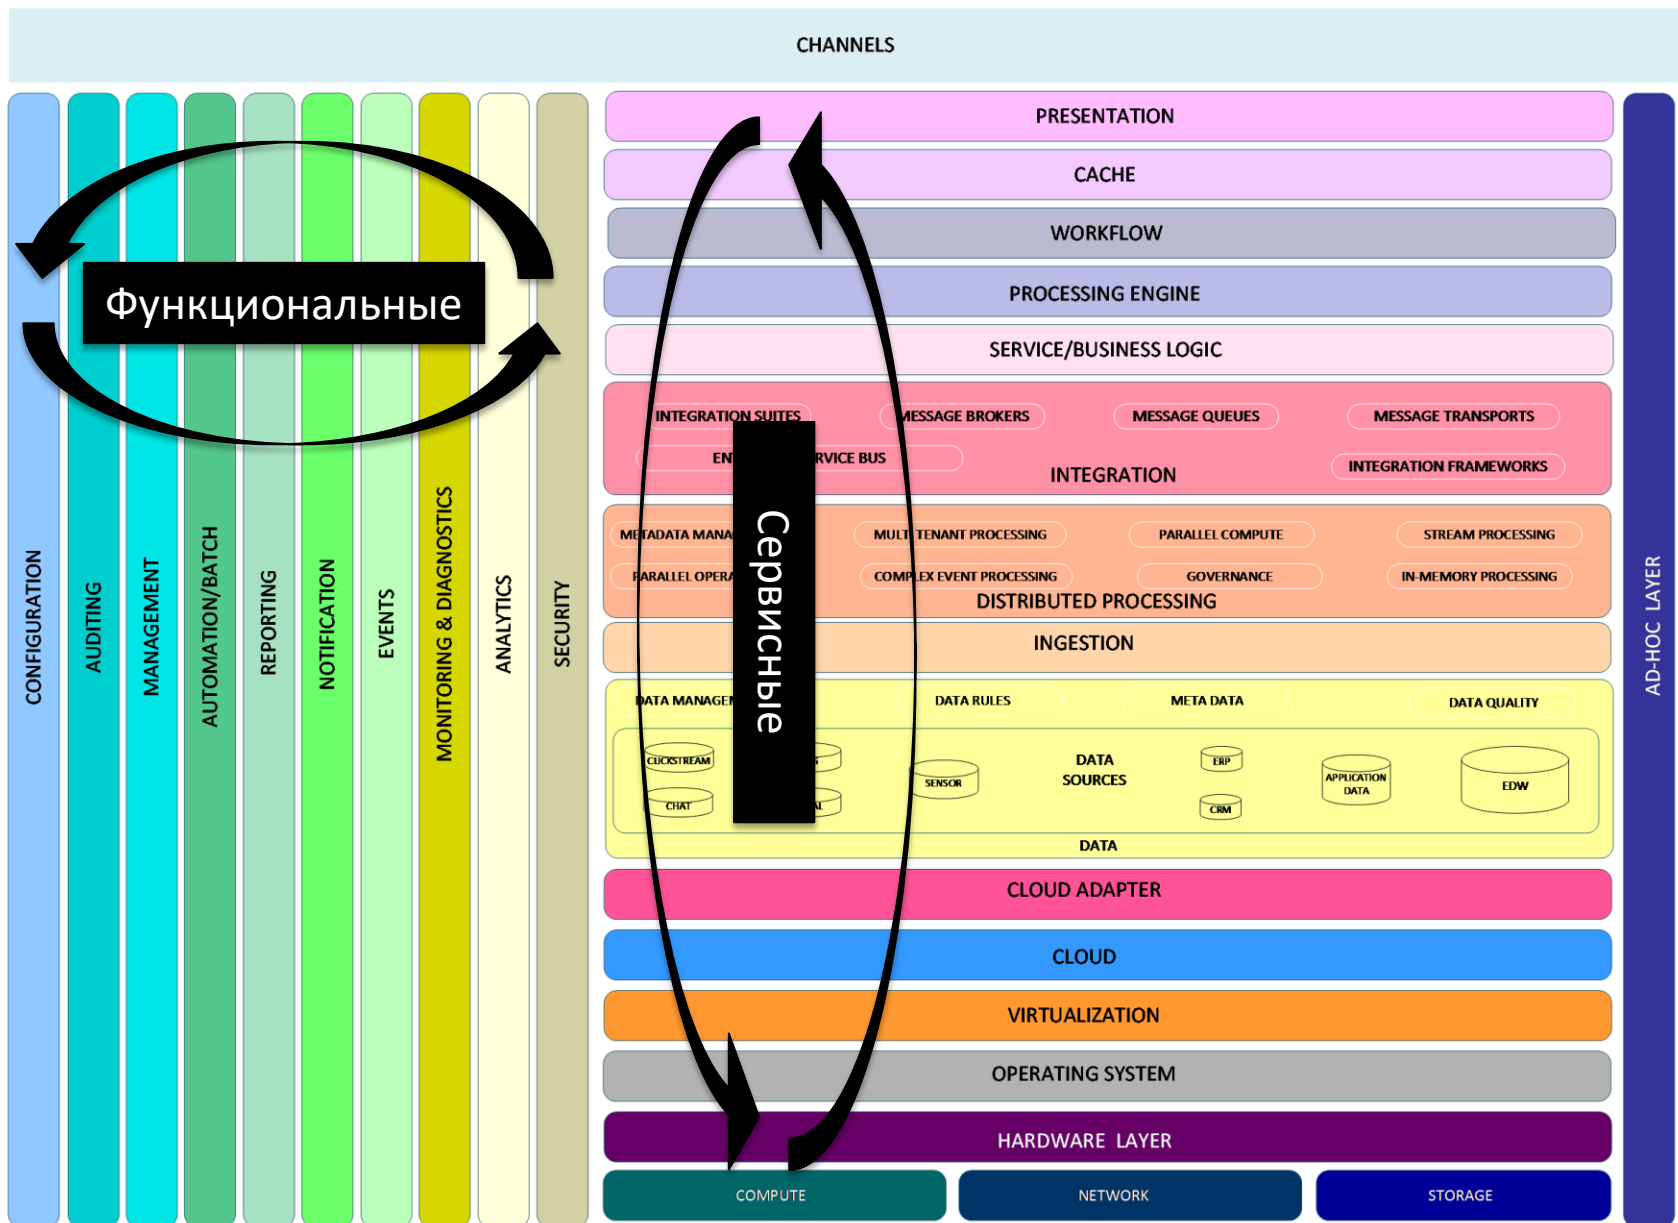 CHANNELS
CONFIGURATION
AUDITING
MANAGEMENT
AUTOMATION/BATCH
REPORTING
NOTIFICATION
EVENTS
MONITORING & DIAGNOSTICS
ANALYTICS
SECURITY
Функциональные
PRESENTATION
CACHE
WORKFLOW
PROCESSING ENGINE
SERVICE/BUSINESS LOGIC
INTEGRATION SUITES
MESSAGE BROKERS
MESSAGE QUEUES
MESSAGE TRANSPORTS
BUS
INTEGRATION FRAMEWORKS
INTEGRATION
Сервисные
METADATA
MULTI TENANT PROCESSING
PARALLEL COMPUTE
STREAM PROCESSING
PARALLEL
COMPLEX EVENT PROCESSING
GOVERNANCE
IN-MEMORY PROCESSING
DISTRIBUTED PROCESSING
INGESTION
DATA
DATA RULES
META DATA
DATA QUALITY
CLICKSTREAM
CHAT
SENSOR
DATA
SOURCES
ERP
CRM
APPLICATION
DATA
EDW
DATA
CLOUD ADAPTER
CLOUD
VIRTUALIZATION
OPERATING SYSTEM
HARDWARE LAYER
COMPUTE
NETWORK
STORAGE
AD-HOC LAYER